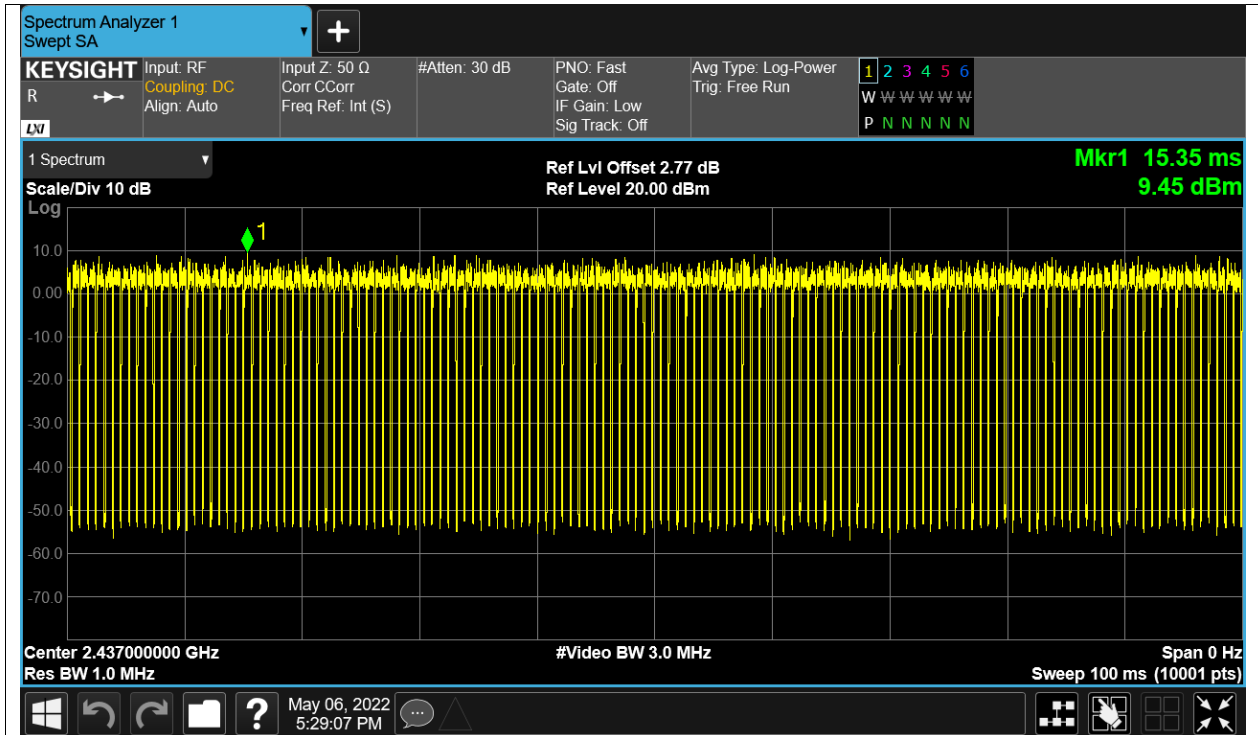 Spectrum Analyzer 1
Swept SA
KEYSIGHT
R
LXI
Input: RF
Coupling: DC
Align: Auto
Input Z: 50 Ω
Corr CCorr
Freq Ref: Int (S)
#Atten: 30 dB
PNO: Fast
Gate: Off
IF Gain: Low
Sig Track: Off
Avg Type: Log-Power
Trig: Free Run
1 2 3 4 5 6
W W W W W W
P N N N N N
1 Spectrum
Scale/Div 10 dB
Log
Ref Lvl Offset 2.77 dB
Ref Level 20.00 dBm
Mkr1 15.35 ms
9.45 dBm
1
10.0
0.00
-10.0
-20.0
-30.0
-40.0
-50.0
-60.0
-70.0
Center 2.437000000 GHz
Res BW 1.0 MHz
#Video BW 3.0 MHz
Span 0 Hz
Sweep 100 ms (10001 pts)
?
May 06, 2022
5:29:07 PM